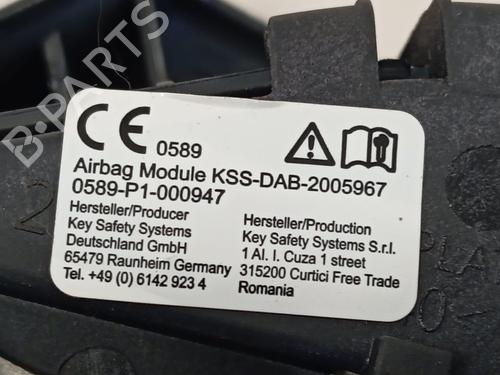 B-PARTS
CE 0589
Airbag Module KSS-DAB-2005967
0589-P1-000947
Hersteller/Producer
Key Safety Systems
Deutschland GmbH
65479 Raunheim Germany
Tel. +49 (0) 6142 923 4
Hersteller/Production
Key Safety Systems S.r.l.
1 Al. I. Cuza 1 street
315200 Curtici Free Trade
Romania